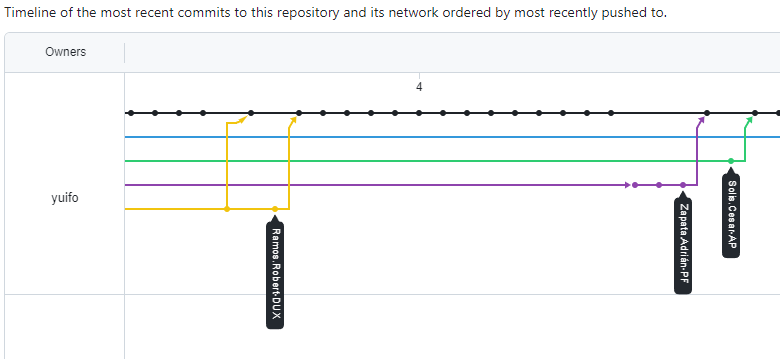 Timeline of the most recent commits to this repository and its network ordered by most recently pushed to.
Owners
4
yuifo
Ramos.Robert-DUX
Zapata.Adrián-PF
Solis.Cesar-AP